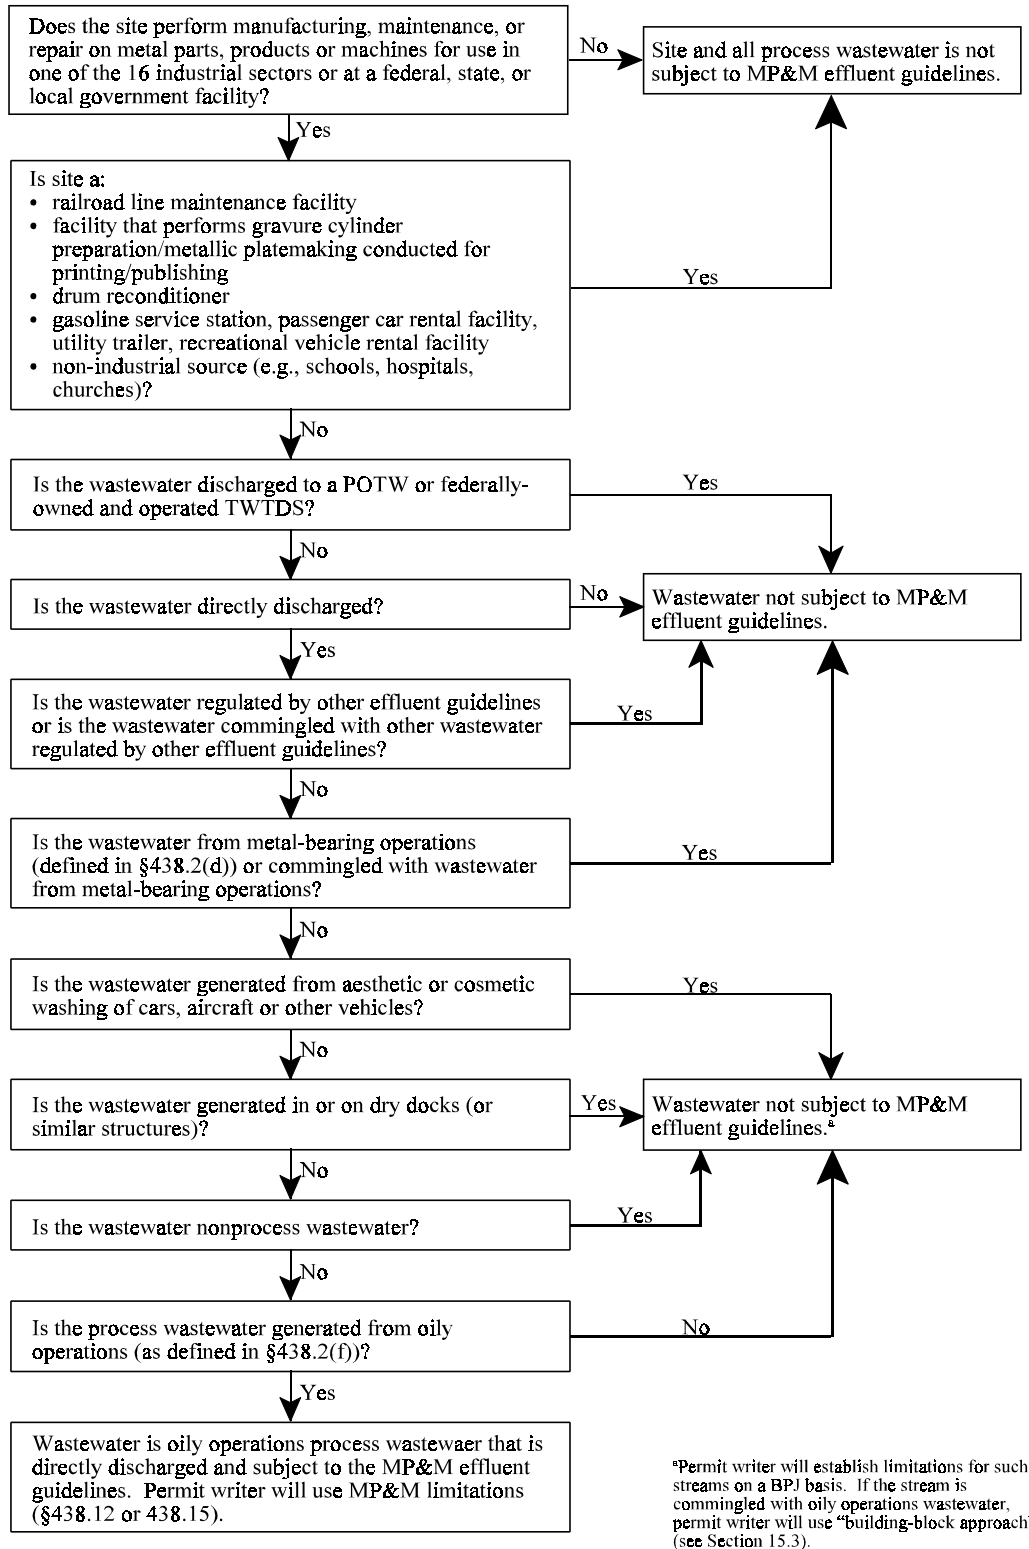 Does the site perform manufacturing, maintenance, or
repair on metal parts, products or machines for use in
one of the 16 industrial sectors or at a federal, state, or
local government facility?
No
Site and all process wastewater is not
subject to MP&M effluent guidelines.
Yes
Is site a:
• railroad line maintenance facility
• facility that performs gravure cylinder
preparation/metallic platemaking conducted for
printing/publishing
• drum reconditioner
• gasoline service station, passenger car rental facility,
utility trailer, recreational vehicle rental facility
• non-industrial source (e.g., schools, hospitals,
churches)?
Yes
No
Is the wastewater discharged to a POTW or federally-
owned and operated TWTDS?
Yes
No
Is the wastewater directly discharged?
No
Wastewater not subject to MP&M
effluent guidelines.
Yes
Is the wastewater regulated by other effluent guidelines
or is the wastewater commingled with other wastewater
regulated by other effluent guidelines?
Yes
No
Is the wastewater from metal-bearing operations
(defined in §438.2(d)) or commingled with wastewater
from metal-bearing operations?
Yes
No
Is the wastewater generated from aesthetic or cosmetic
washing of cars, aircraft or other vehicles?
Yes
No
Is the wastewater generated in or on dry docks (or
similar structures)?
Yes
Wastewater not subject to MP&M
effluent guidelines.ª
No
Is the wastewater nonprocess wastewater?
Yes
No
Is the process wastewater generated from oily
operations (as defined in §438.2(f))?
No
Yes
Wastewater is oily operations process wastewaer that is
directly discharged and subject to the MP&M effluent
guidelines. Permit writer will use MP&M limitations
(§438.12 or 438.15).
ªPermit writer will establish limitations for such
streams on a BPJ basis. If the stream is
commingled with oily operations wastewater,
permit writer will use "building-block approach"
(see Section 15.3).